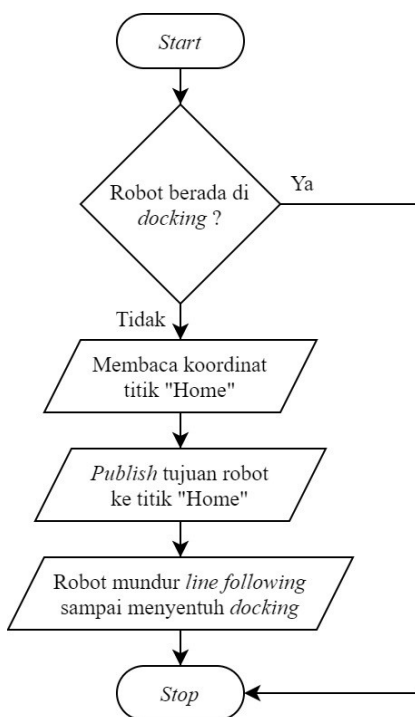 Start
Robot berada di
docking ?
Ya
Tidak
Membaca koordinat
titik "Home"
Publish tujuan robot
ke titik "Home"
Robot mundur line following
sampai menyentuh docking
Stop